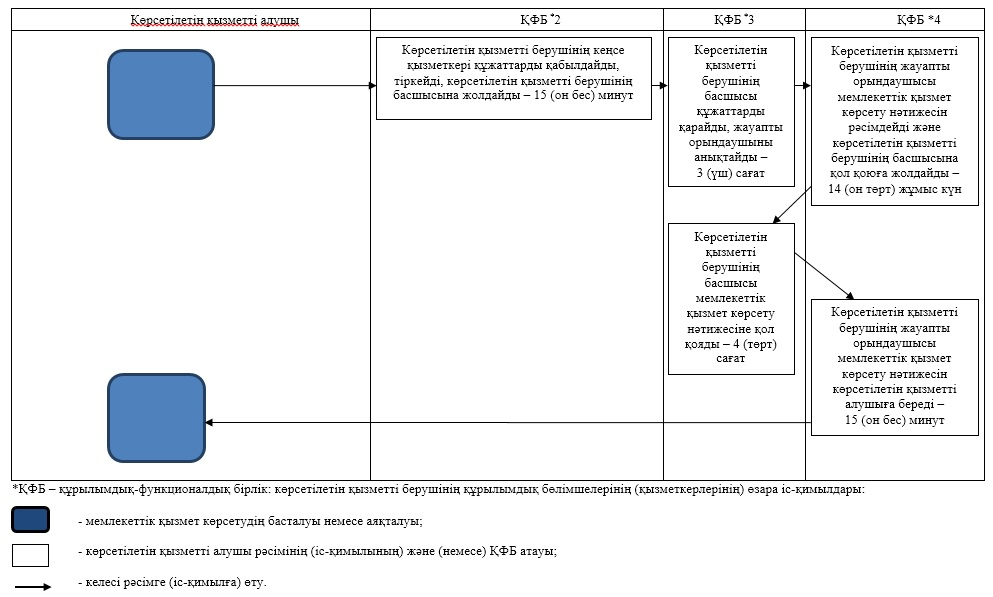 Көрсетілетін қызметті алушы
ҚФБ *2
ҚФБ *3
ҚФБ *4
Көрсетілетін қызметті берушінің кеңсе
қызметкері құжаттарды қабылдайды,
тіркейді, көрсетілетін қызметті берушінің
басшысына жолдайды – 15 (он бес) минут
Көрсетілетін
қызметті
берушінің
басшысы
құжаттарды
қарайды, жауапты
орындаушыны
анықтайды –
3 (үш) сағат
Көрсетілетін қызметті
берушінің жауапты
орындаушысы
мемлекеттік қызмет
көрсету нәтижесін
рәсімдейді және
көрсетілетін қызметті
берушінің басшысына
қол қоюға жолдайды –
14 (он төрт) жұмыс күн
Көрсетілетін
қызметті
берушінің
басшысы
мемлекеттік
қызмет көрсету
нәтижесіне қол
қояды – 4 (төрт)
сағат
Көрсетілетін қызметті
берушінің жауапты
орындаушысы
мемлекеттік қызмет
көрсету нәтижесін
көрсетілетін қызметті
алушыға береді –
15 (он бес) минут
*ҚФБ – құрылымдық-функционалдық бірлік: көрсетілетін қызметті берушінің құрылымдық бөлімшелерінің (қызметкерлерінің) өзара іс-қимылдары:
- мемлекеттік қызмет көрсетудің басталуы немесе аяқталуы;
- көрсетілетін қызметті алушы рәсімінің (іс-қимылының) және (немесе) ҚФБ атауы;
- келесі рәсімге (іс-қимылға) өту.